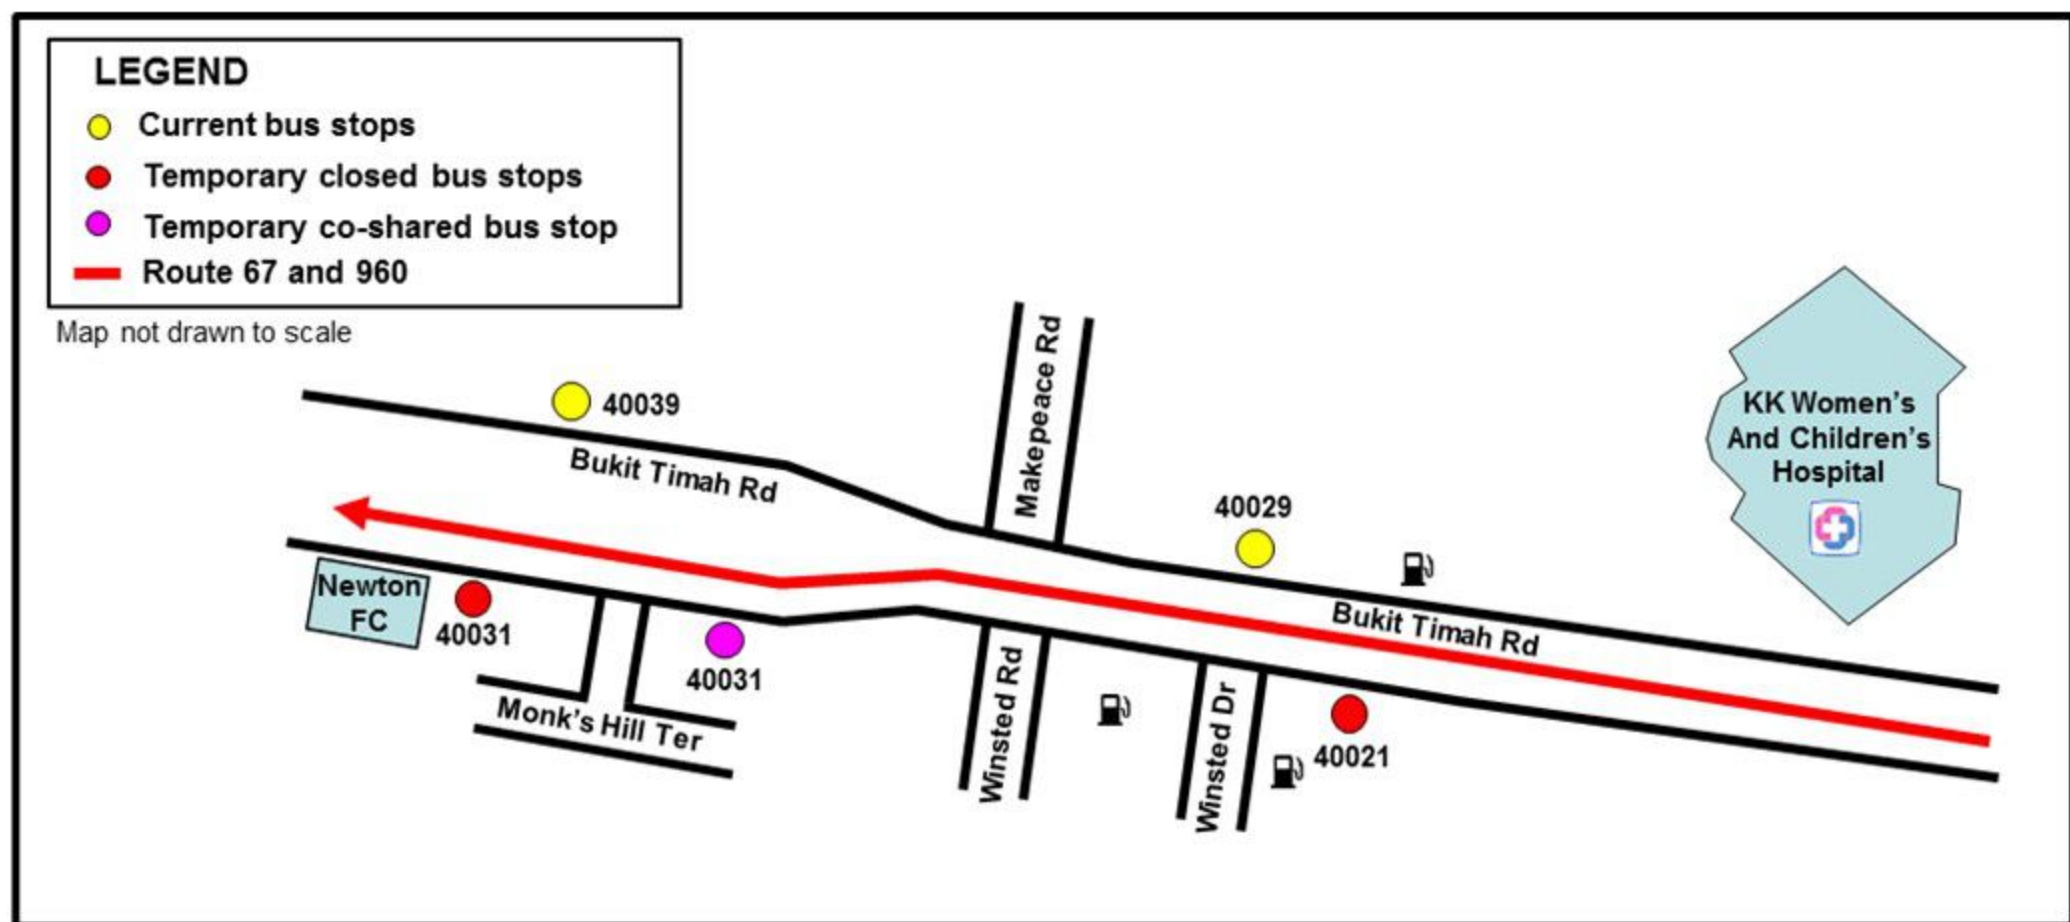 LEGEND
Current bus stops
Temporary closed bus stops
Temporary co-shared bus stop
Route 67 and 960
Map not drawn to scale
40039
Bukit Timah Rd
Makepeace Rd
40029
KK Women's
And Children's
Hospital
Bukit Timah Rd
Newton
FC
40031
40031
Monk's Hill Ter
Winsted Rd
Winsted Dr
40021